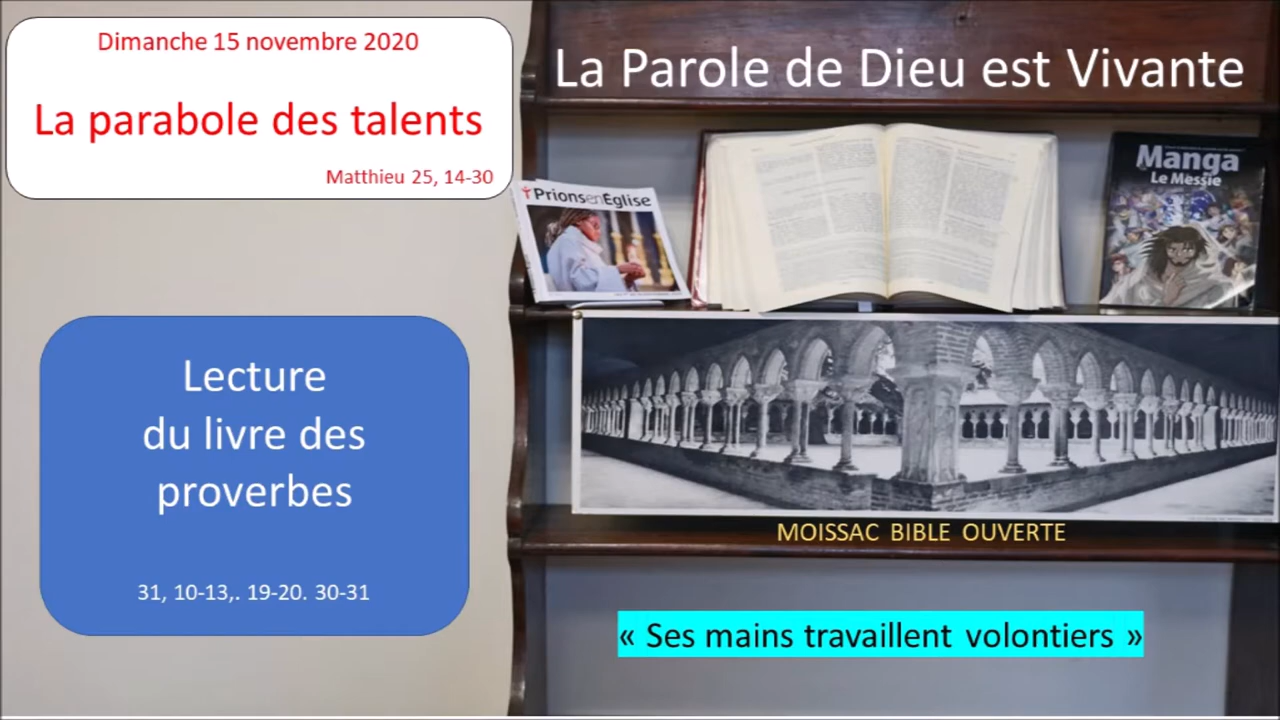 Dimanche 15 novembre 2020
La parabole des talents
Matthieu 25, 14-30
La Parole de Dieu est Vivante
PrionsenÉglise
Manga
Le Messie
Lecture
du livre des
proverbes
31, 10-13,. 19-20. 30-31
MOISSAC BIBLE OUVERTE
« Ses mains travaillent volontiers »